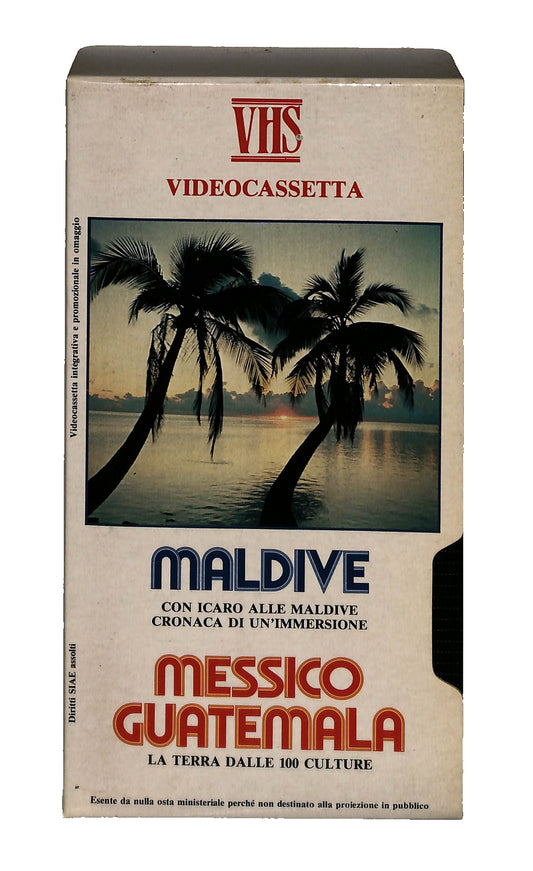 VHS
VIDEOCASSETTA
Videocassetta integrativa e promozionale in omaggio
MALDIVE
CON ICARO ALLE MALDIVE
CRONACA DI UN'IMMERSIONE
Diritti SIAE assolti
MESSICO
GUATEMALA
LA TERRA DALLE 100 CULTURE
Esente da nulla osta ministeriale perché non destinato alla proiezione in pubblico